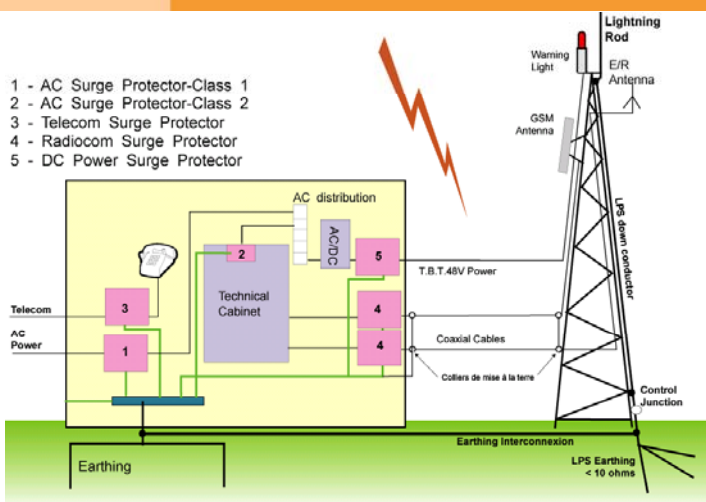 Lightning
Rod
Warning
Light
E/R
Antenna
GSM
Antenna
1 - AC Surge Protector-Class 1
2 - AC Surge Protector-Class 2
3 - Telecom Surge Protector
4 - Radiocom Surge Protector
5 - DC Power Surge Protector
AC distribution
AC/DC
2
5
T.B.T.48V Power
LPS down conductor
Technical
Cabinet
3
4
Telecom
AC
Power
1
4
Coaxial Cables
Colliers de mise à la terre
Control
Junction
Earthing Interconnexion
Earthing
LPS Earthing
< 10 ohms